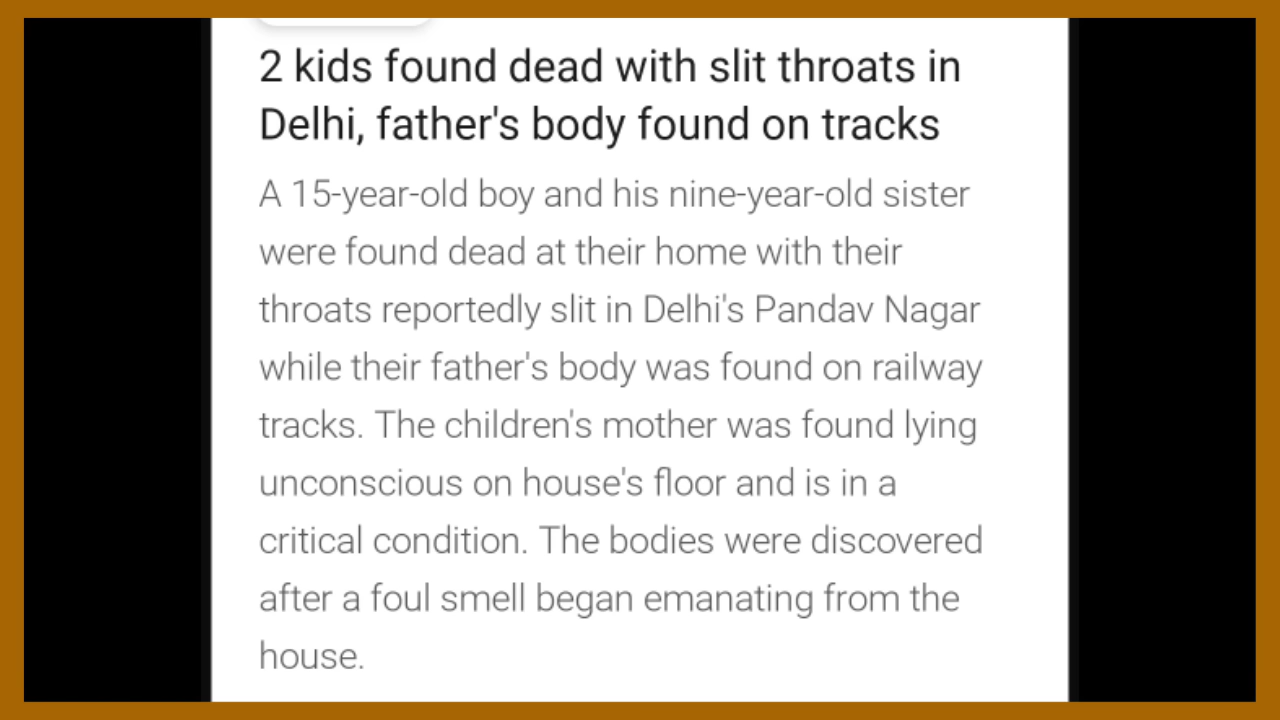 2 kids found dead with slit throats in
Delhi, father's body found on tracks
A 15-year-old boy and his nine-year-old sister
were found dead at their home with their
throats reportedly slit in Delhi's Pandav Nagar
while their father's body was found on railway
tracks. The children's mother was found lying
unconscious on house's floor and is in a
critical condition. The bodies were discovered
after a foul smell began emanating from the
house.